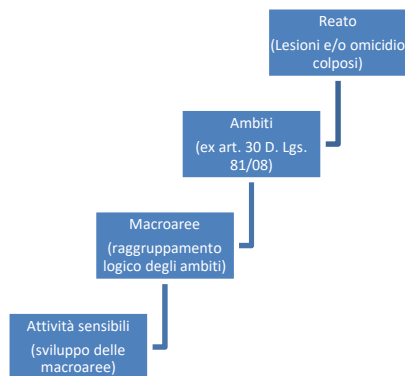 Reato
(Lesioni e/o omicidio
colposi)
Ambiti
(ex art. 30 D. Lgs.
81/08)
Macroaree
(raggruppamento
logico degli ambiti)
Attività sensibili
(sviluppo delle
macroaree)